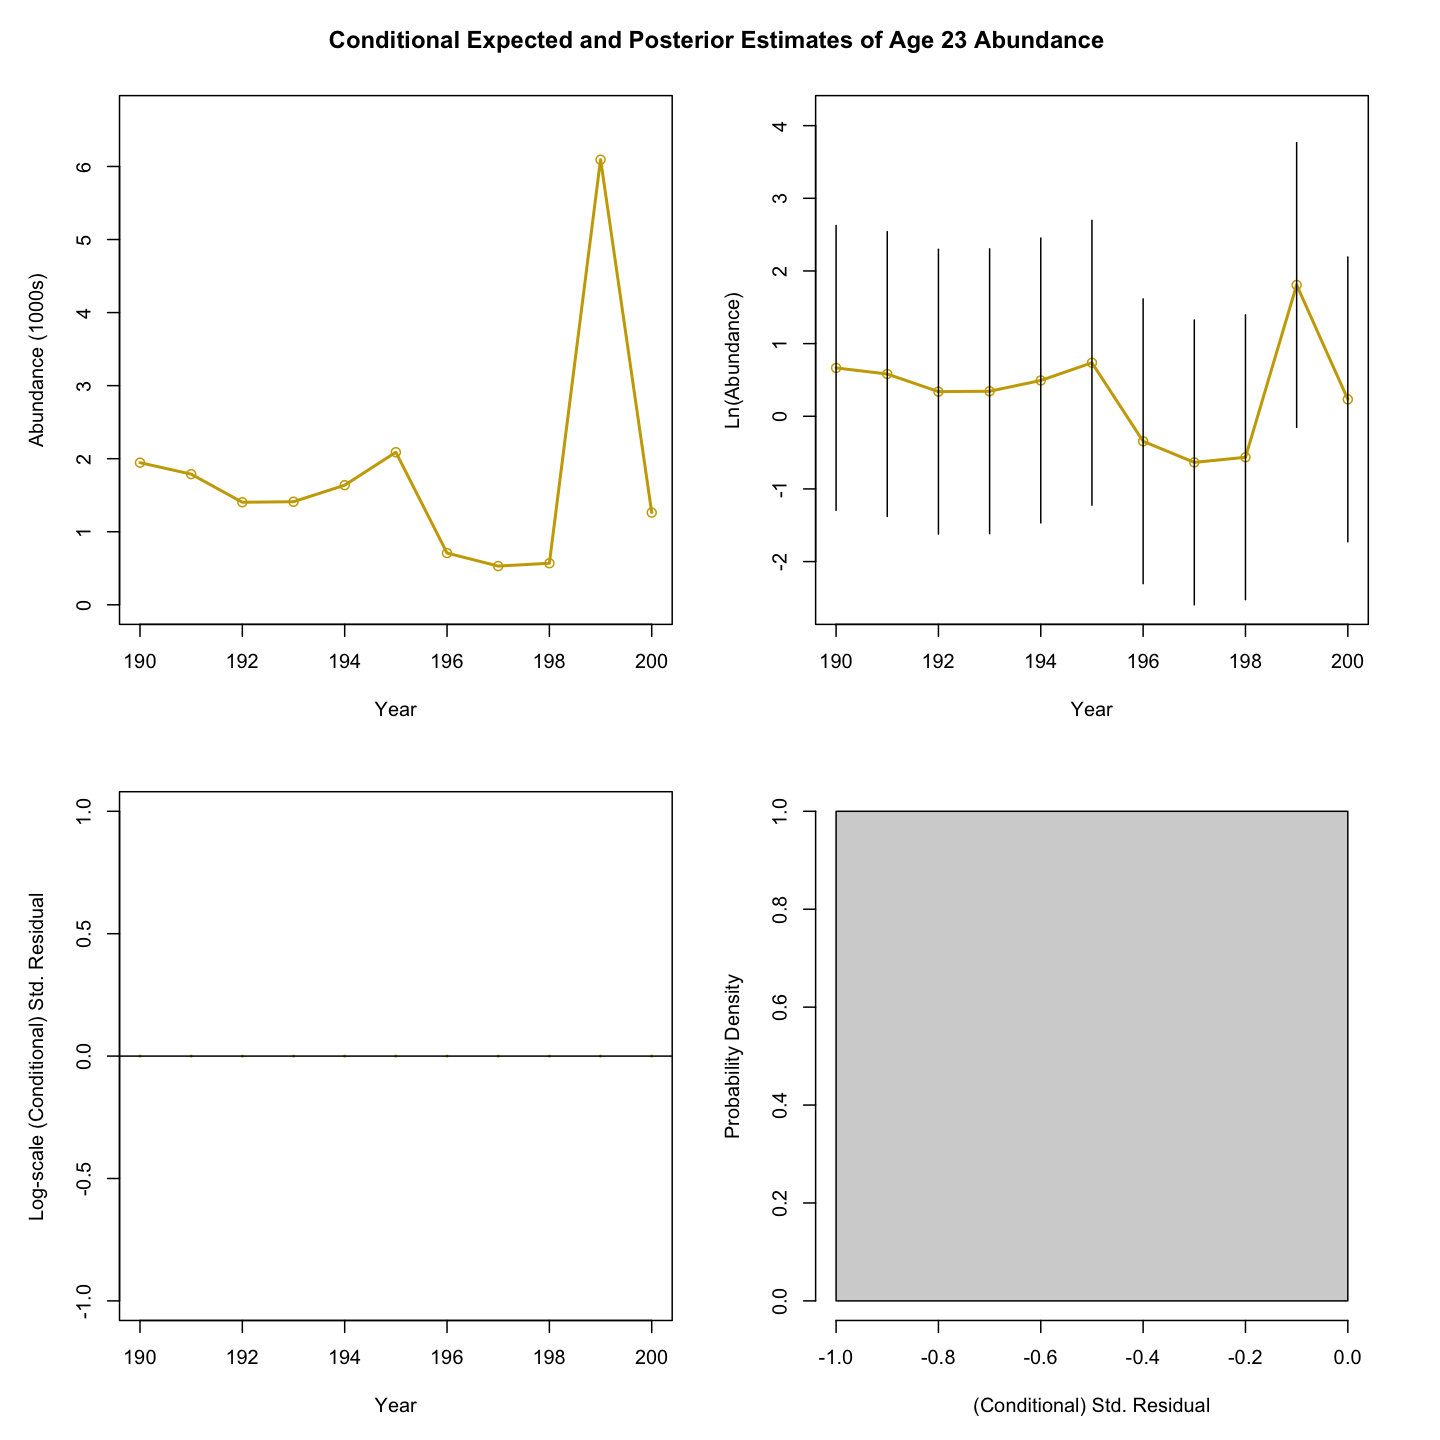 Conditional Expected and Posterior Estimates of Age 23 Abundance
Abundance (1000s)
6
5
4
3
2
1
0
190 192 194 196 198 200
Year
Ln(Abundance)
4
3
2
1
0
-1
-2
190 192 194 196 198 200
Year
Log-scale (Conditional) Std. Residual
1.0
0.5
0.0
-0.5
-1.0
190 192 194 196 198 200
Year
Probability Density
1.0
0.8
0.6
0.4
0.2
0.0
-1.0 -0.8 -0.6 -0.4 -0.2 0.0
(Conditional) Std. Residual